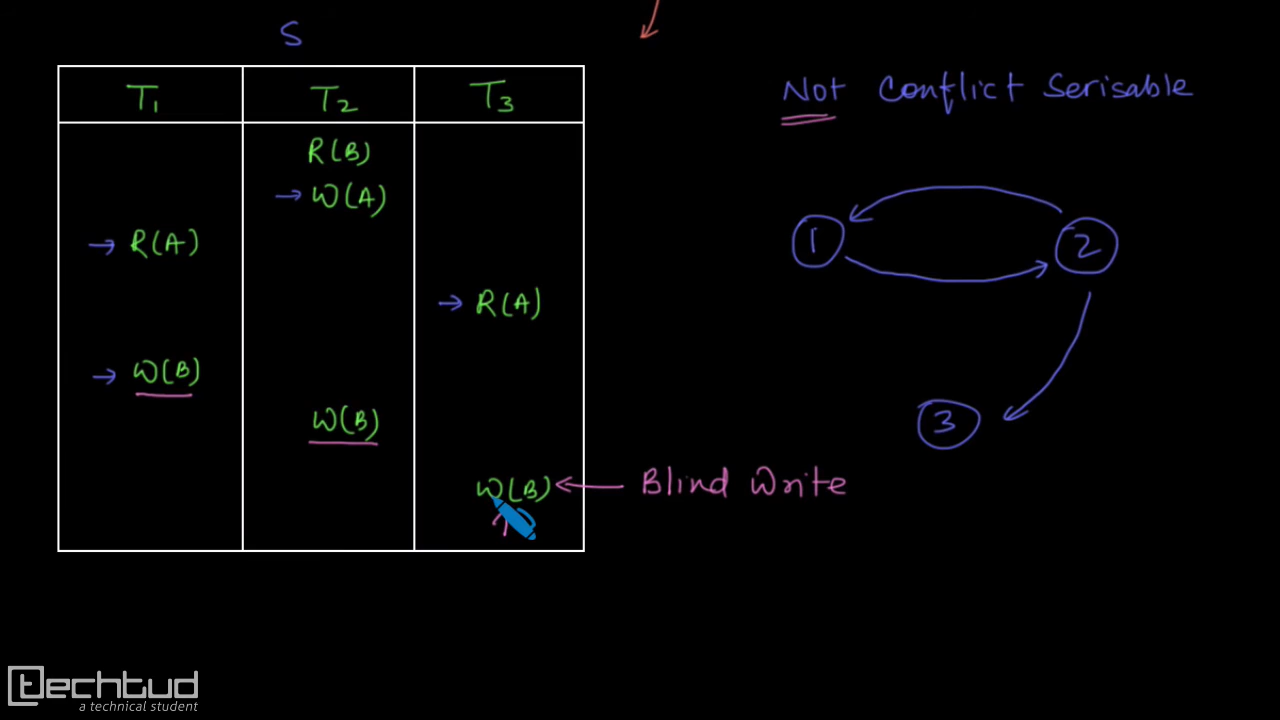 S
T1 T2 T3
R(B)
→ W(A)
→ R(A)
→ R(A)
→ W(B)
W(B)
W(B) ← Blind Write
Not Conflict Serisable
1 2
3
techtud
a technical student